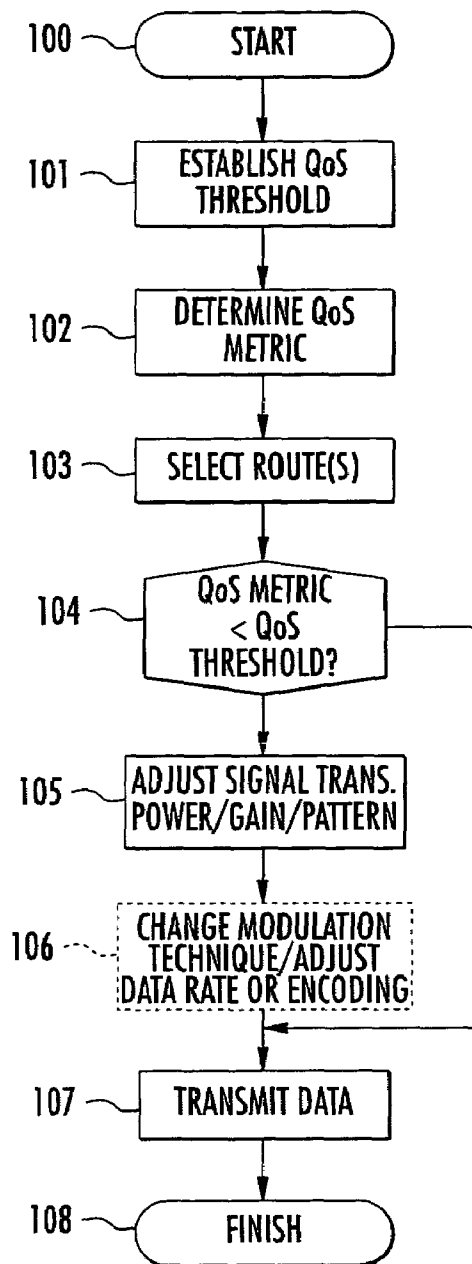 100
START
101
ESTABLISH QoS
THRESHOLD
102
DETERMINE QoS
METRIC
103
SELECT ROUTE(S)
104
QoS METRIC
< QoS
THRESHOLD?
105
ADJUST SIGNAL TRANS.
POWER/GAIN/PATTERN
106
CHANGE MODULATION
TECHNIQUE/ADJUST
DATA RATE OR ENCODING
107
TRANSMIT DATA
108
FINISH